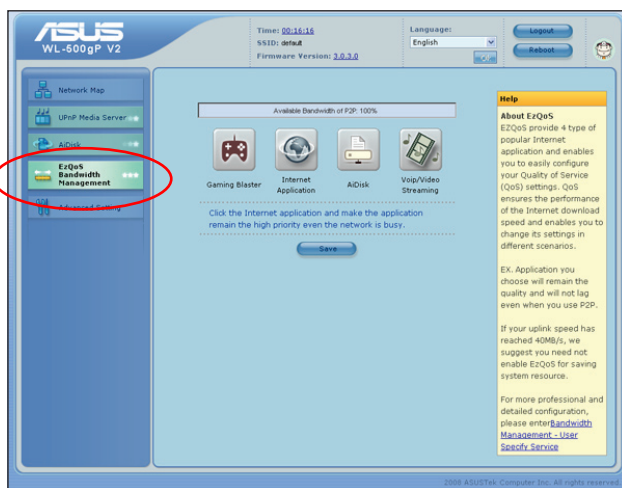 ASUS
WL-500gP V2
Time: 00:16:16
SSID: default
Firmware Version: 3.0.3.0
Language:
English
Logout
Reboot
Network Map
UPnP Media Server
AiDisk
EzQoS
Bandwidth
Management
Advanced Setting
Available Bandwidth of P2P: 100%
Gaming Blaster
Internet
Application
AiDisk
Voip/Video
Streaming
Click the Internet application and make the application
remain the high priority even the network is busy.
Save
Help
About EzQoS
EZQoS provide 4 type of
popular Internet
application and enables
you to easily configure
your Quality of Service
(QoS) settings. QoS
ensures the performance
of the Internet download
speed and enables you to
change its settings in
different scenarios.
EX. Application you
choose will remain the
quality and will not lag
even when you use P2P.
If your uplink speed has
reached 40MB/s, we
suggest you need not
enable EzQoS for saving
system resource.
For more professional and
detailed configuration,
please enterBandwidth
Management - User
Specify Service
2008 ASUSTek Computer Inc. All rights reserved.